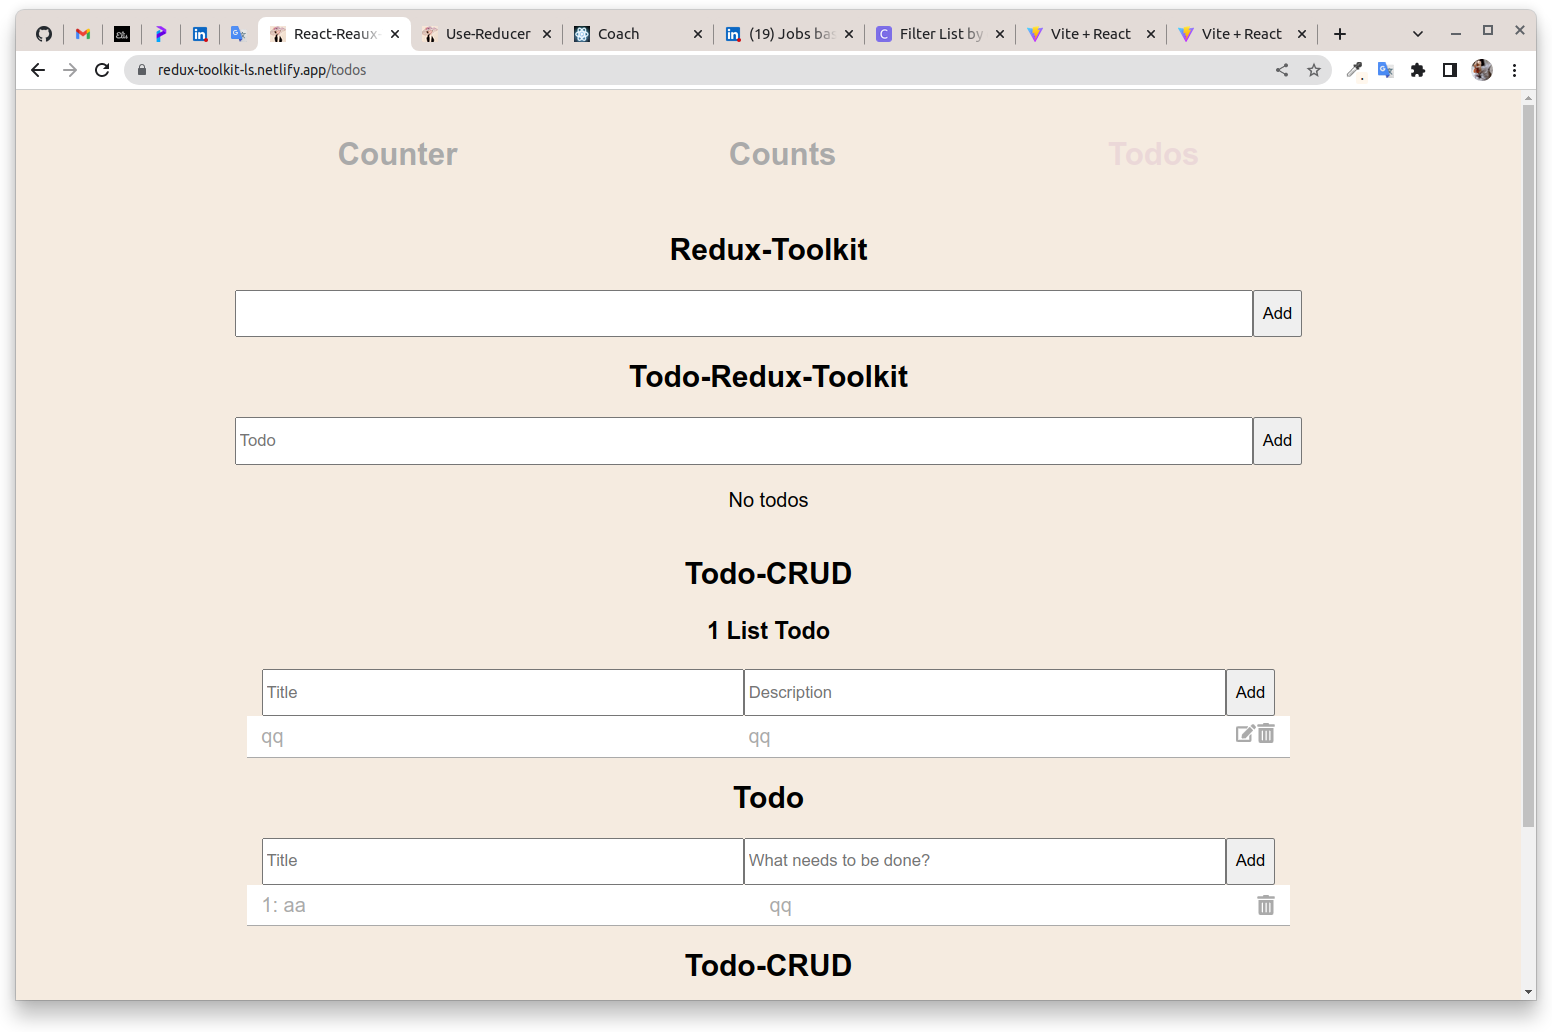 React-Reaux-
Use-Reducer
Coach
(19) Jobs bas
Filter List by
Vite + React
Vite + React
redux-toolkit-ls.netlify.app/todos
Counter Counts Todos
Redux-Toolkit
Add
Todo-Redux-Toolkit
Todo Add
No todos
Todo-CRUD
1 List Todo
Title Description Add
qq qq
Todo
Title What needs to be done? Add
1: aa qq
Todo-CRUD